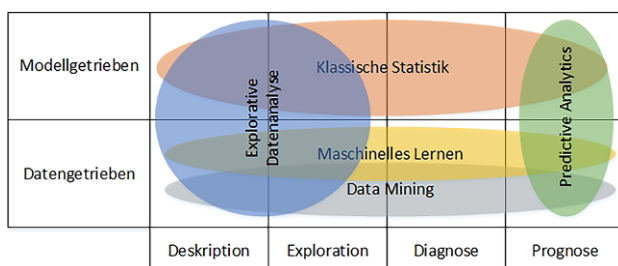 Modellgetrieben
Klassische Statistik
Explorative
Datenanalyse
Predictive Analytics
Datengetrieben
Maschinelles Lernen
Data Mining
Deskription
Exploration
Diagnose
Prognose